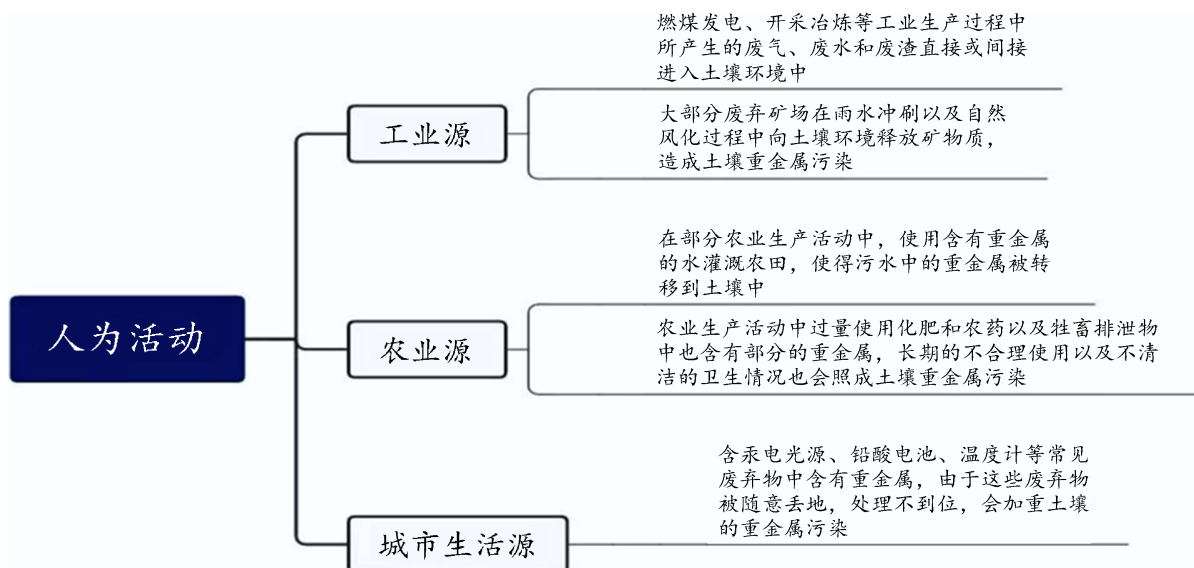 人为活动
工业源
燃煤发电、开采冶炼等工业生产过程中
所产生的废气、废水和废渣直接或间接
进入土壤环境中
大部分废弃矿场在雨水冲刷以及自然
风化过程中向土壤环境释放矿物质，
造成土壤重金属污染
农业源
在部分农业生产活动中，使用含有重金属
的水灌溉农田，使得污水中的重金属被转
移到土壤中
农业生产活动中过量使用化肥和农药以及牲畜排泄物
中也含有部分的重金属，长期的不合理使用以及不清
洁的卫生情况也会照成土壤重金属污染
城市生活源
含汞电光源、铅酸电池、温度计等常见
废弃物中含有重金属，由于这些废弃物
被随意丢地，处理不到位，会加重土壤
的重金属污染